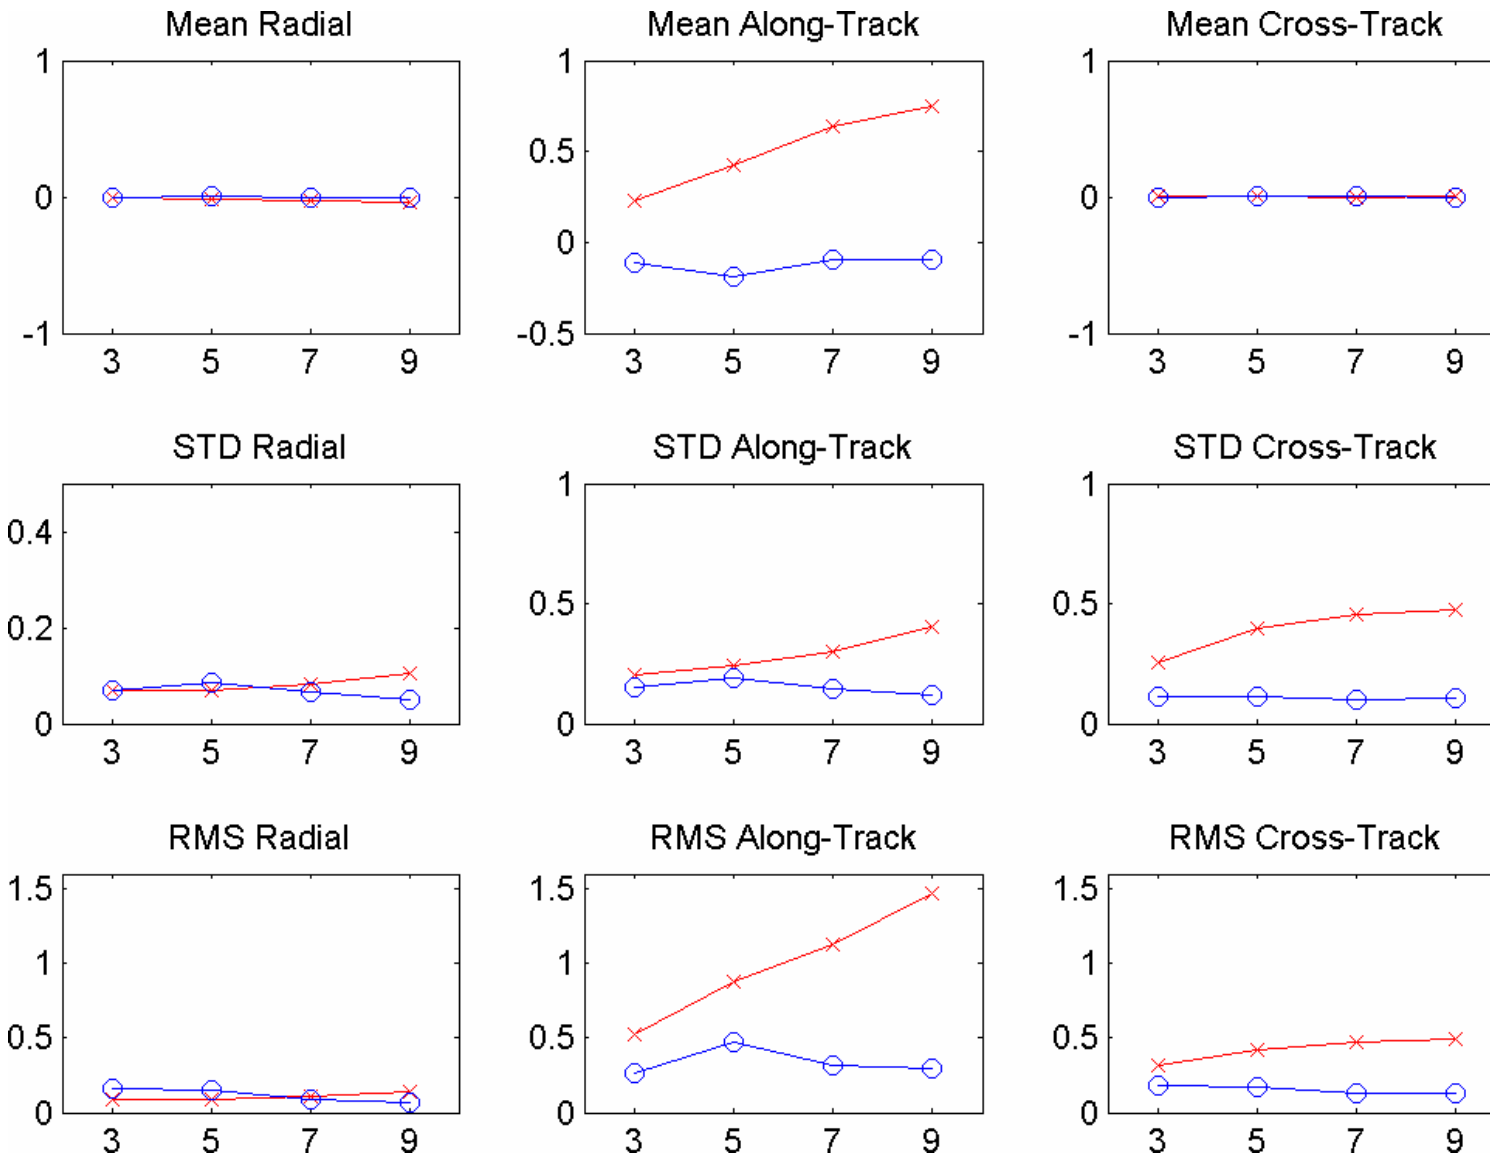 Mean Radial Mean Along-Track Mean Cross-Track
1 1 1
0.5
0 0 0
-1 -0.5 -1
3 5 7 9 3 5 7 9 3 5 7 9
STD Radial STD Along-Track STD Cross-Track
1 1
0.4
0.5 0.5
0.2
0 0 0
3 5 7 9 3 5 7 9 3 5 7 9
RMS Radial RMS Along-Track RMS Cross-Track
1.5 1.5 1.5
1 1 1
0.5 0.5 0.5
0 0 0
3 5 7 9 3 5 7 9 3 5 7 9